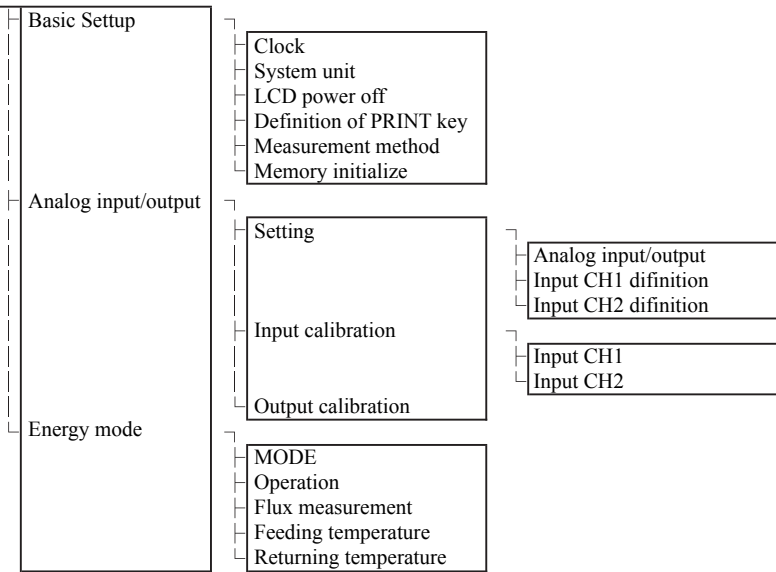 Basic Settup
Clock
System unit
LCD power off
Definition of PRINT key
Measurement method
Memory initialize
Analog input/output
Setting
Analog input/output
Input CH1 difinition
Input CH2 difinition
Input calibration
Input CH1
Input CH2
Output calibration
Energy mode
MODE
Operation
Flux measurement
Feeding temperature
Returning temperature